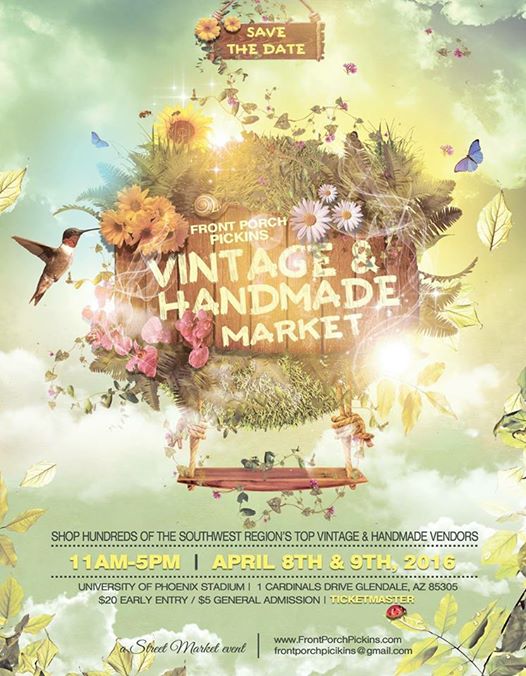 SAVE
THE DATE
FRONT PORCH
PICKINS
VINTAGE &
HANDMADE
MARKET
SHOP HUNDREDS OF THE SOUTHWEST REGION'S TOP VINTAGE & HANDMADE VENDORS
11AM-5PM | APRIL 8TH & 9TH, 2016
UNIVERSITY OF PHOENIX STADIUM | 1 CARDINALS DRIVE GLENDALE, AZ 85305
$20 EARLY ENTRY / $5 GENERAL ADMISSION | TICKETMASTER
a Street Market event
www.FrontPorchPickins.com
frontporchpicikins@gmail.com